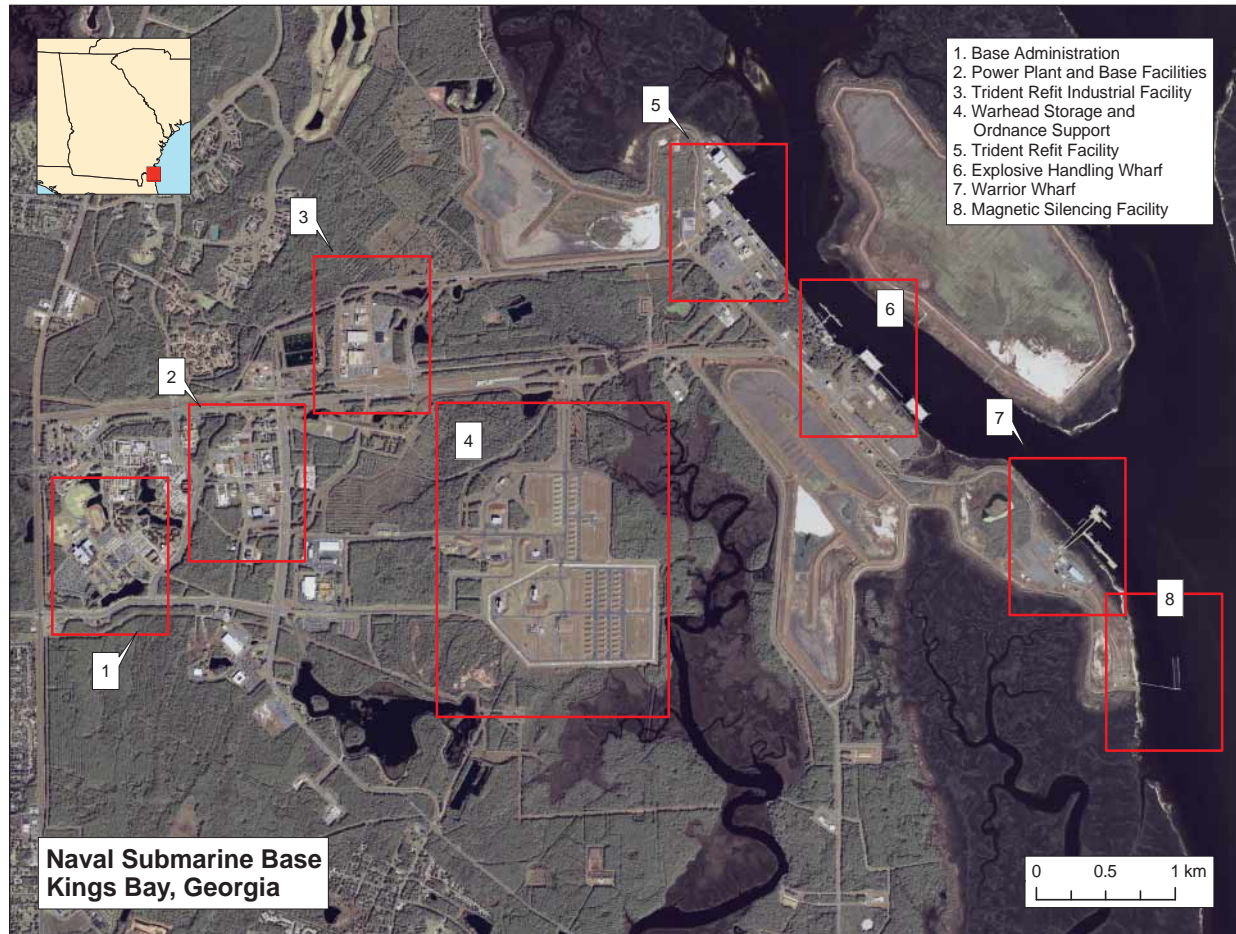 1. Base Administration
2. Power Plant and Base Facilities
3. Trident Refit Industrial Facility
4. Warhead Storage and
Ordnance Support
5. Trident Refit Facility
6. Explosive Handling Wharf
7. Warrior Wharf
8. Magnetic Silencing Facility
5
3
6
2
7
4
8
1
Naval Submarine Base
Kings Bay, Georgia
0 0.5 1 km